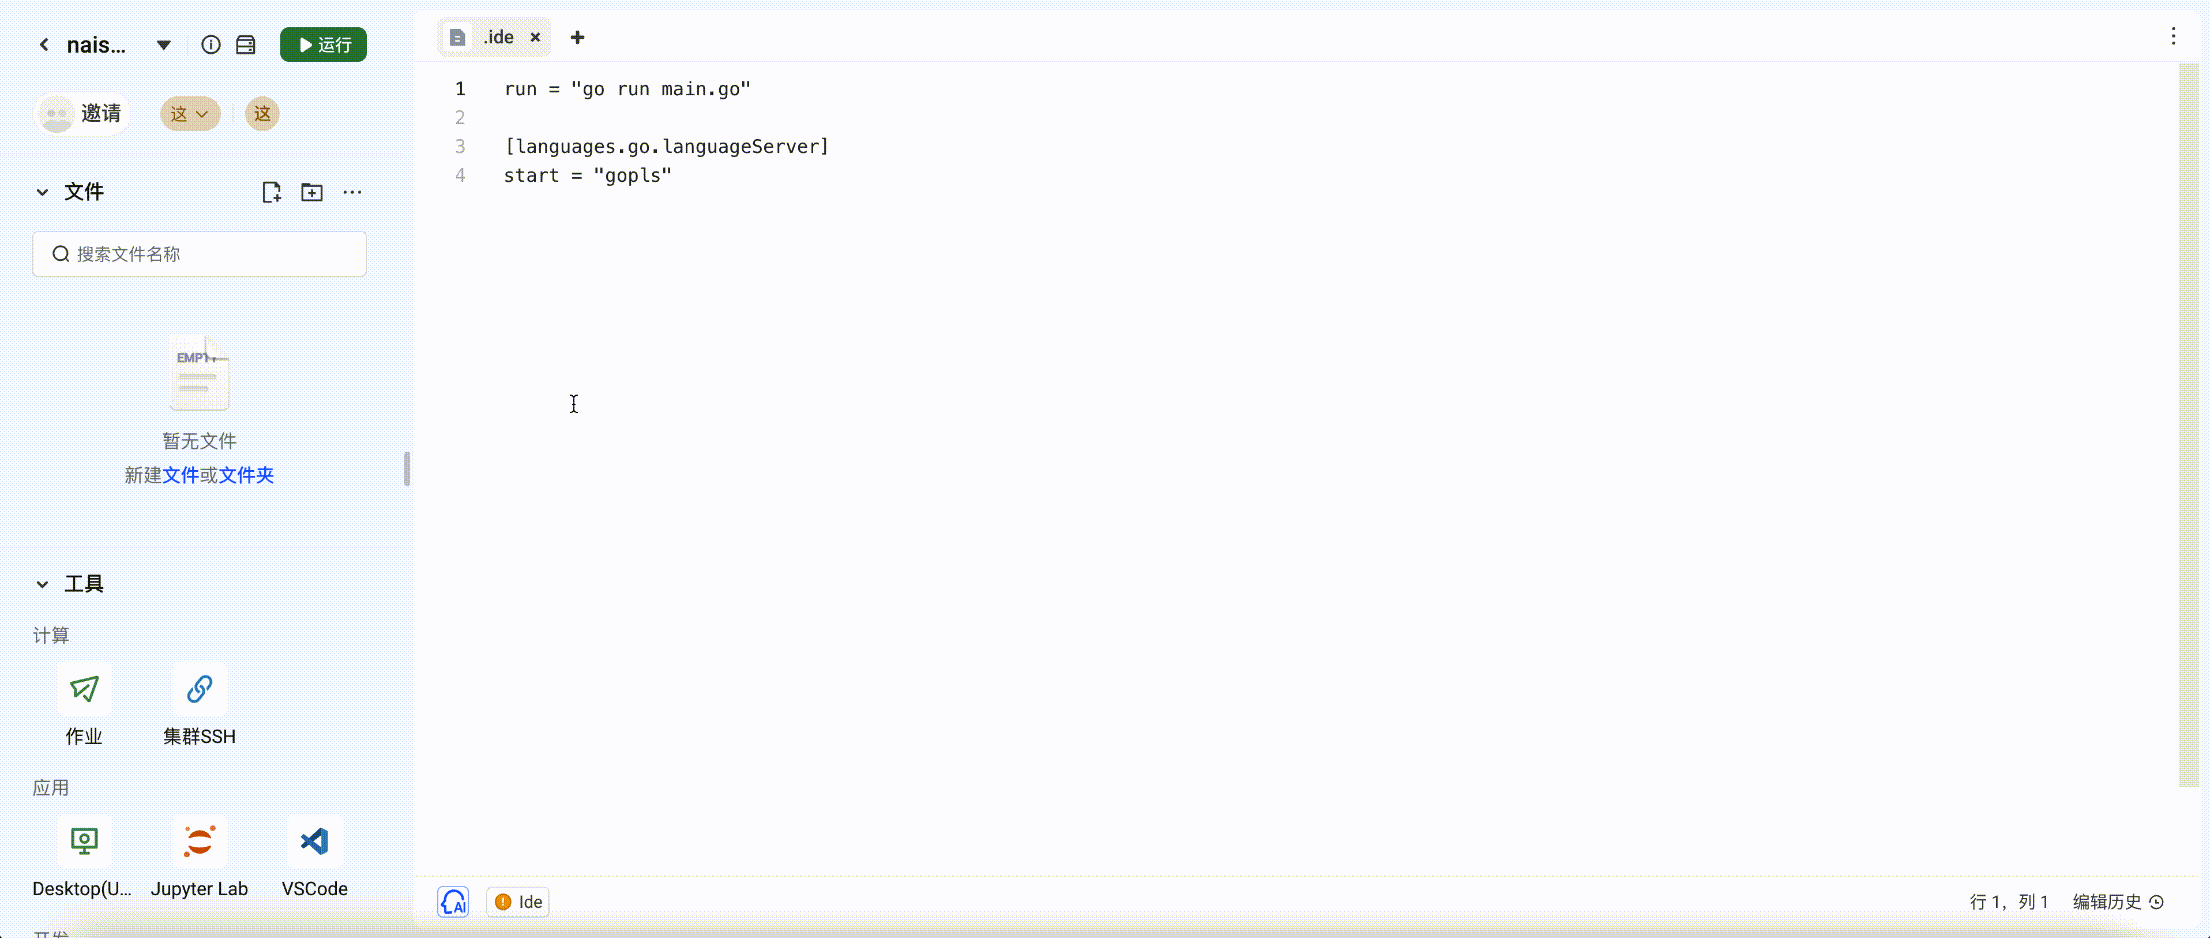 nais...
运行
邀请
这
这
文件
搜索文件名称
EMPTY
暂无文件
新建文件或文件夹
工具
计算
作业
集群SSH
应用
Desktop(U...
Jupyter Lab
VSCode
.ide
1 run = "go run main.go"
2
3 [languages.go.languageServer]
4 start = "gopls"
AI
Ide
行 1，列 1
编辑历史